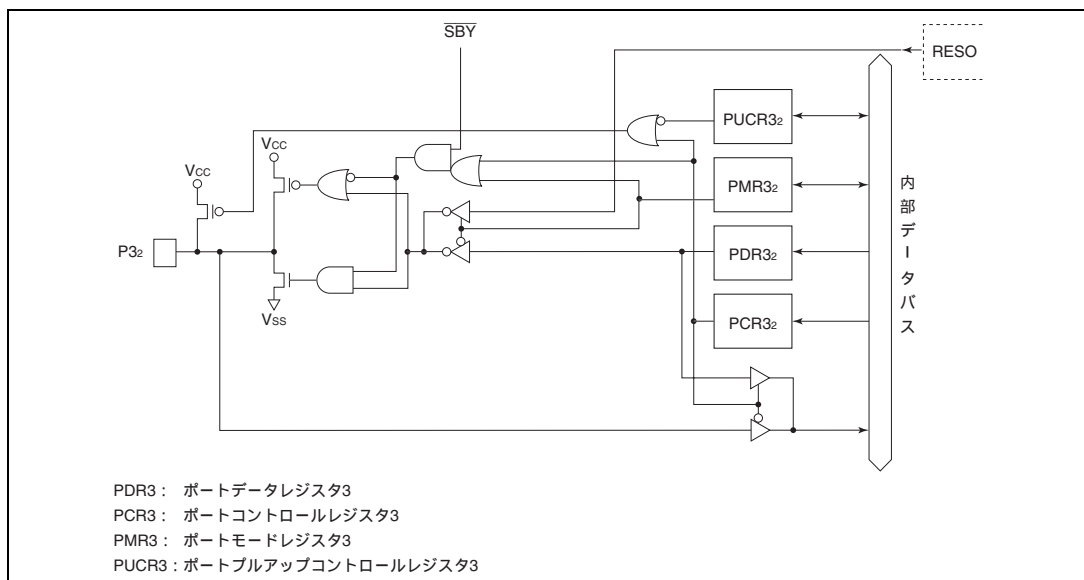 SBY
RESO
PUCR3₂
VCC
VCC
PMR3₂
P3₂
PDR3₂
VSS
PCR3₂
内部データバス
PDR3： ポートデータレジスタ3
PCR3： ポートコントロールレジスタ3
PMR3： ポートモードレジスタ3
PUCR3：ポートプルアップコントロールレジスタ3